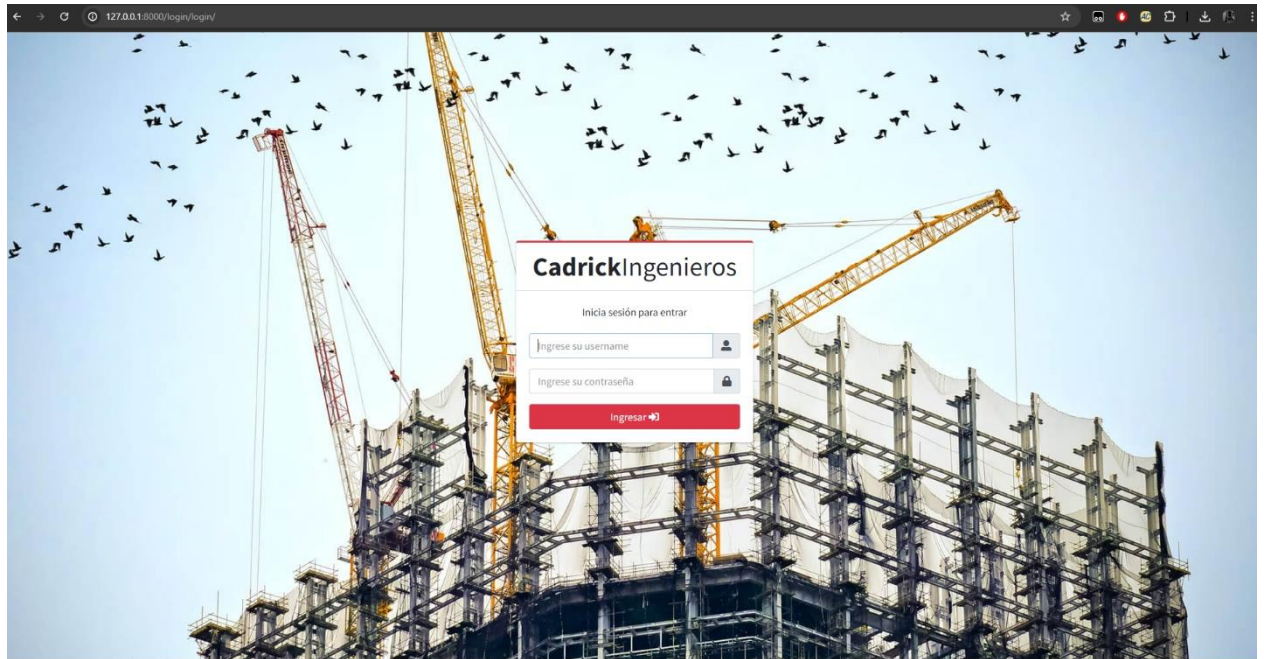 127.0.0.1:8000/login/login/
CadrickIngenieros
Inicia sesión para entrar
Ingrese su username
Ingrese su contraseña
Ingresar